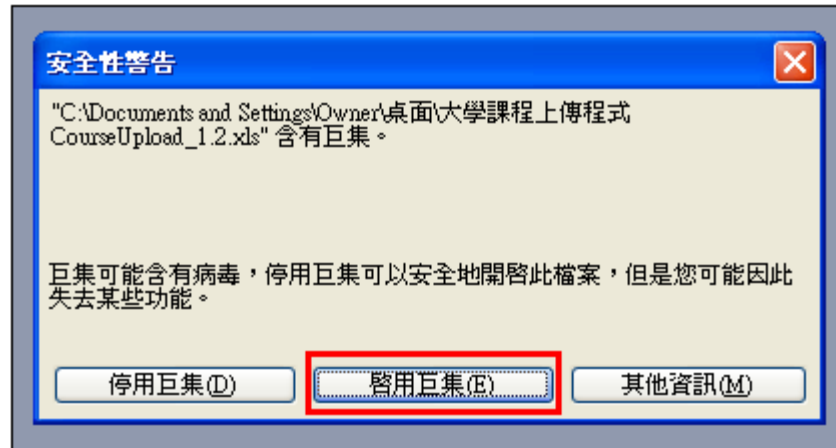 安全性警告
"C:\Documents and Settings\Owner\桌面\大學課程上傳程式
CourseUpload_1.2.xls" 含有巨集。
巨集可能含有病毒，停用巨集可以安全地開啓此檔案，但是您可能因此
失去某些功能。
停用巨集(D) 啓用巨集(E) 其他資訊(M)